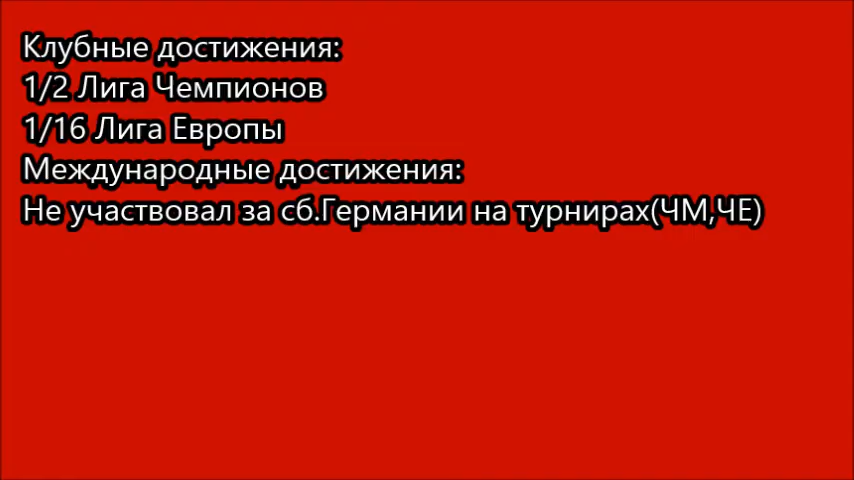 Клубные достижения:
1/2 Лига Чемпионов
1/16 Лига Европы
Международные достижения:
Не участвовал за сб.Германии на турнирах(ЧМ,ЧЕ)